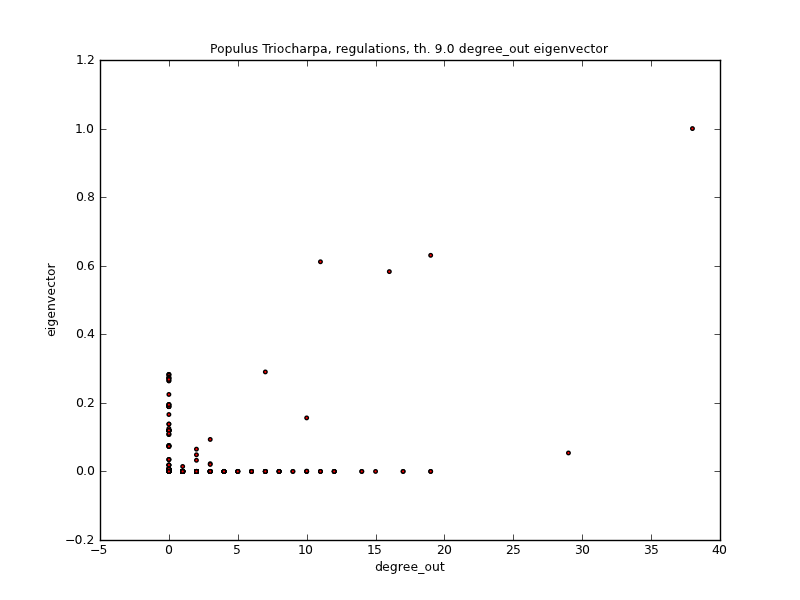 Populus Triocharpa, regulations, th. 9.0 degree_out eigenvector
1.2
1.0
0.8
0.6
0.4
0.2
0.0
−0.2
eigenvector
−5 0 5 10 15 20 25 30 35 40
degree_out